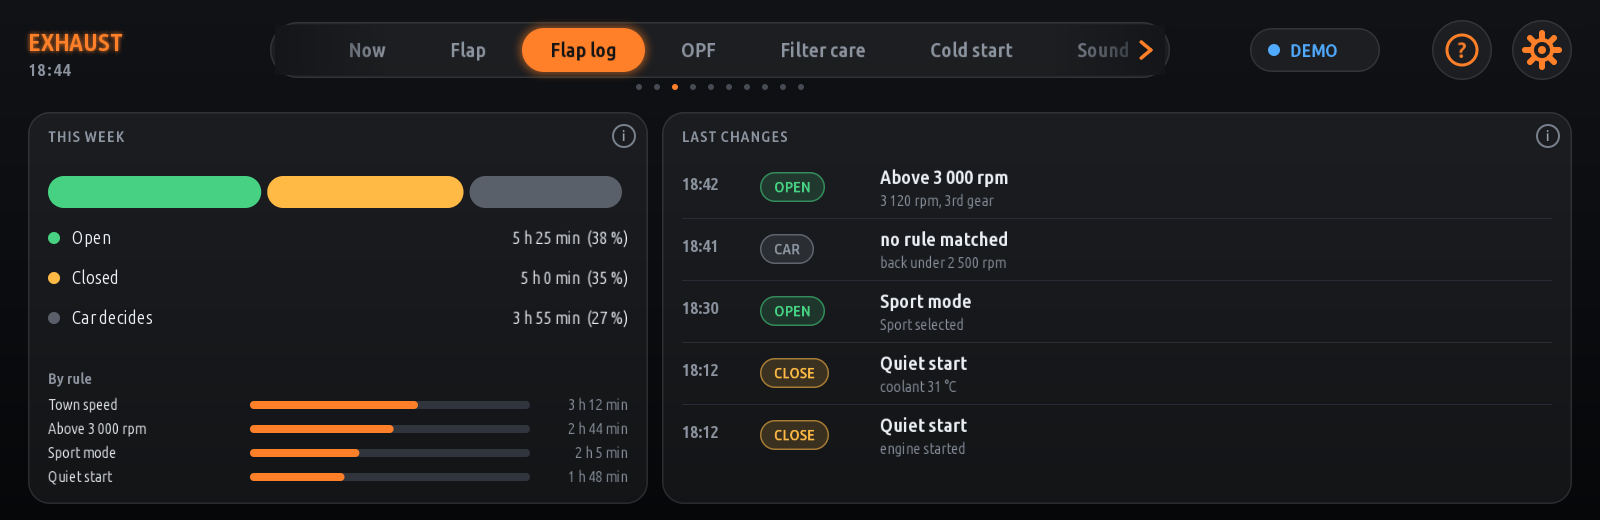 EXHAUST
18:44
Now
Flap
Flap log
OPF
Filter care
Cold start
Sound
DEMO
?
THIS WEEK
i
Open 5 h 25 min (38 %)
Closed 5 h 0 min (35 %)
Car decides 3 h 55 min (27 %)
By rule
Town speed 3 h 12 min
Above 3 000 rpm 2 h 44 min
Sport mode 2 h 5 min
Quiet start 1 h 48 min
LAST CHANGES
i
18:42 OPEN Above 3 000 rpm
3 120 rpm, 3rd gear
18:41 CAR no rule matched
back under 2 500 rpm
18:30 OPEN Sport mode
Sport selected
18:12 CLOSE Quiet start
coolant 31 °C
18:12 CLOSE Quiet start
engine started